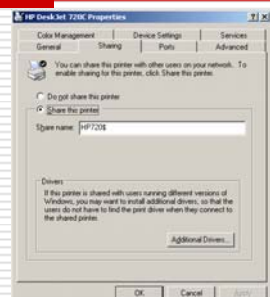 HP DeskJet 720C Properties
Color Management Device Settings Services
General Sharing Ports Advanced
You can share this printer with other users on your network. To
enable sharing for this printer, click Share this printer.
Do not share this printer
Share this printer
Share name: HP720$
Drivers
If this printer is shared with users running different versions of
Windows, you may want to install additional drivers, so that the
users do not have to find the print driver when they connect to
the shared printer.
Additional Drivers...
OK Cancel Apply